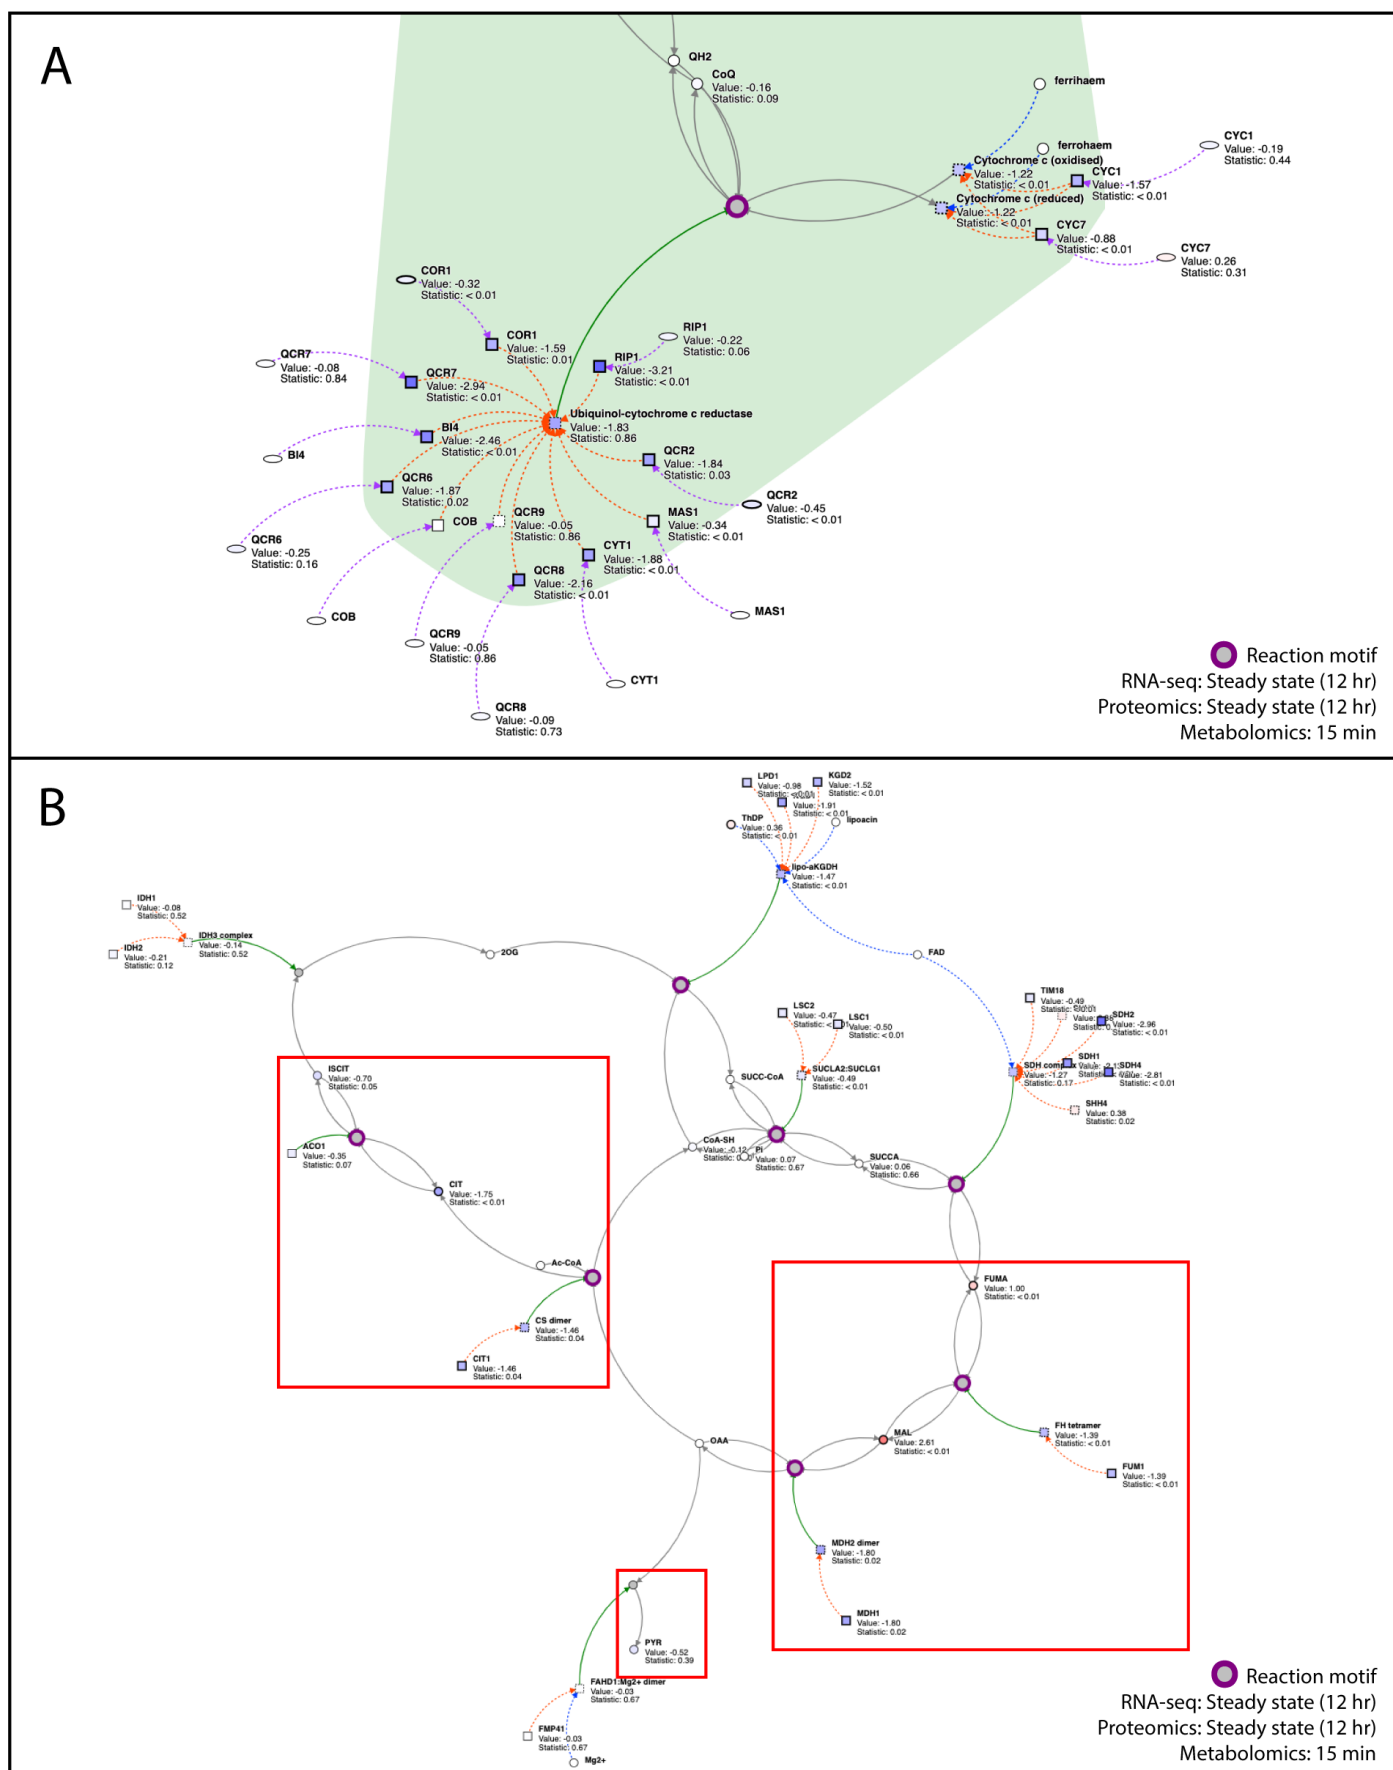 A
QH2
CoQ
Value: -0.16
Statistic: 0.09
ferrihaem
ferrohaem
Cytochrome c (oxidised)
Value: -1.22
Statistic: < 0.01
CYC1
Value: -0.19
Statistic: 0.44
CYC1
Value: -1.57
Statistic: < 0.01
Cytochrome c (reduced)
Value: -1.22
Statistic: < 0.01
CYC7
Value: -0.88
Statistic: < 0.01
CYC7
Value: 0.26
Statistic: 0.31
COR1
Value: -0.32
Statistic: < 0.01
COR1
Value: -1.59
Statistic: 0.01
RIP1
Value: -0.22
Statistic: 0.06
RIP1
Value: -3.21
Statistic: < 0.01
QCR7
Value: -0.08
Statistic: 0.84
QCR7
Value: -2.94
Statistic: < 0.01
Ubiquinol-cytochrome c reductase
Value: -1.83
Statistic: 0.86
BI4
Value: -2.46
Statistic: < 0.01
BI4
QCR2
Value: -1.84
Statistic: 0.03
QCR6
Value: -1.87
Statistic: 0.02
QCR2
Value: -0.45
Statistic: < 0.01
QCR9
Value: -0.05
Statistic: 0.86
COB
MAS1
Value: -0.34
Statistic: < 0.01
QCR6
Value: -0.25
Statistic: 0.16
CYT1
Value: -1.88
Statistic: < 0.01
QCR8
Value: -2.16
Statistic: < 0.01
COB
MAS1
QCR9
Value: -0.05
Statistic: 0.86
CYT1
QCR8
Value: -0.09
Statistic: 0.73
Reaction motif
RNA-seq: Steady state (12 hr)
Proteomics: Steady state (12 hr)
Metabolomics: 15 min
B
LPD1
Value: -0.98
Statistic: < 0.01
KGD2
Value: -1.52
Statistic: < 0.01
Value: -1.91
Statistic: < 0.01
ThDP
Value: 0.36
Statistic: < 0.01
lipoacin
lipo-aKGDH
Value: -1.47
Statistic: < 0.01
IDH1
Value: -0.08
Statistic: 0.52
IDH3 complex
Value: -0.14
Statistic: 0.52
IDH2
Value: -0.21
Statistic: 0.12
2OG
FAD
TIM18
Value: -0.49
Statistic: < 0.01
SDH2
Value: -2.96
Statistic: < 0.01
LSC2
Value: -0.47
LSC1
Value: -0.50
Statistic: < 0.01
SDH1
SDH4
Value: -2.81
Statistic: < 0.01
SDH complex
Value: -1.27
Statistic: 0.17
SUCLA2:SUCLG1
Value: -0.49
Statistic: < 0.01
SUCC-CoA
SHH4
Value: 0.38
Statistic: 0.02
ISCIT
Value: -0.70
Statistic: 0.05
ACO1
Value: -0.35
Statistic: 0.07
CoA-SH
Value: -0.12
Pi
Value: 0.07
Statistic: 0.67
SUCCA
Value: 0.06
Statistic: 0.66
CIT
Value: -1.75
Statistic: < 0.01
Ac-CoA
FUMA
Value: 1.00
Statistic: < 0.01
CS dimer
Value: -1.46
Statistic: 0.04
CIT1
Value: -1.46
Statistic: 0.04
FH tetramer
Value: -1.39
Statistic: < 0.01
MAL
Value: 2.61
Statistic: < 0.01
OAA
FUM1
Value: -1.39
Statistic: < 0.01
MDH2 dimer
Value: -1.80
Statistic: 0.02
MDH1
Value: -1.80
Statistic: 0.02
PYR
Value: -0.52
Statistic: 0.39
FAHD1:Mg2+ dimer
Value: -0.03
Statistic: 0.67
FMP41
Value: -0.03
Statistic: 0.67
Mg2+
Reaction motif
RNA-seq: Steady state (12 hr)
Proteomics: Steady state (12 hr)
Metabolomics: 15 min